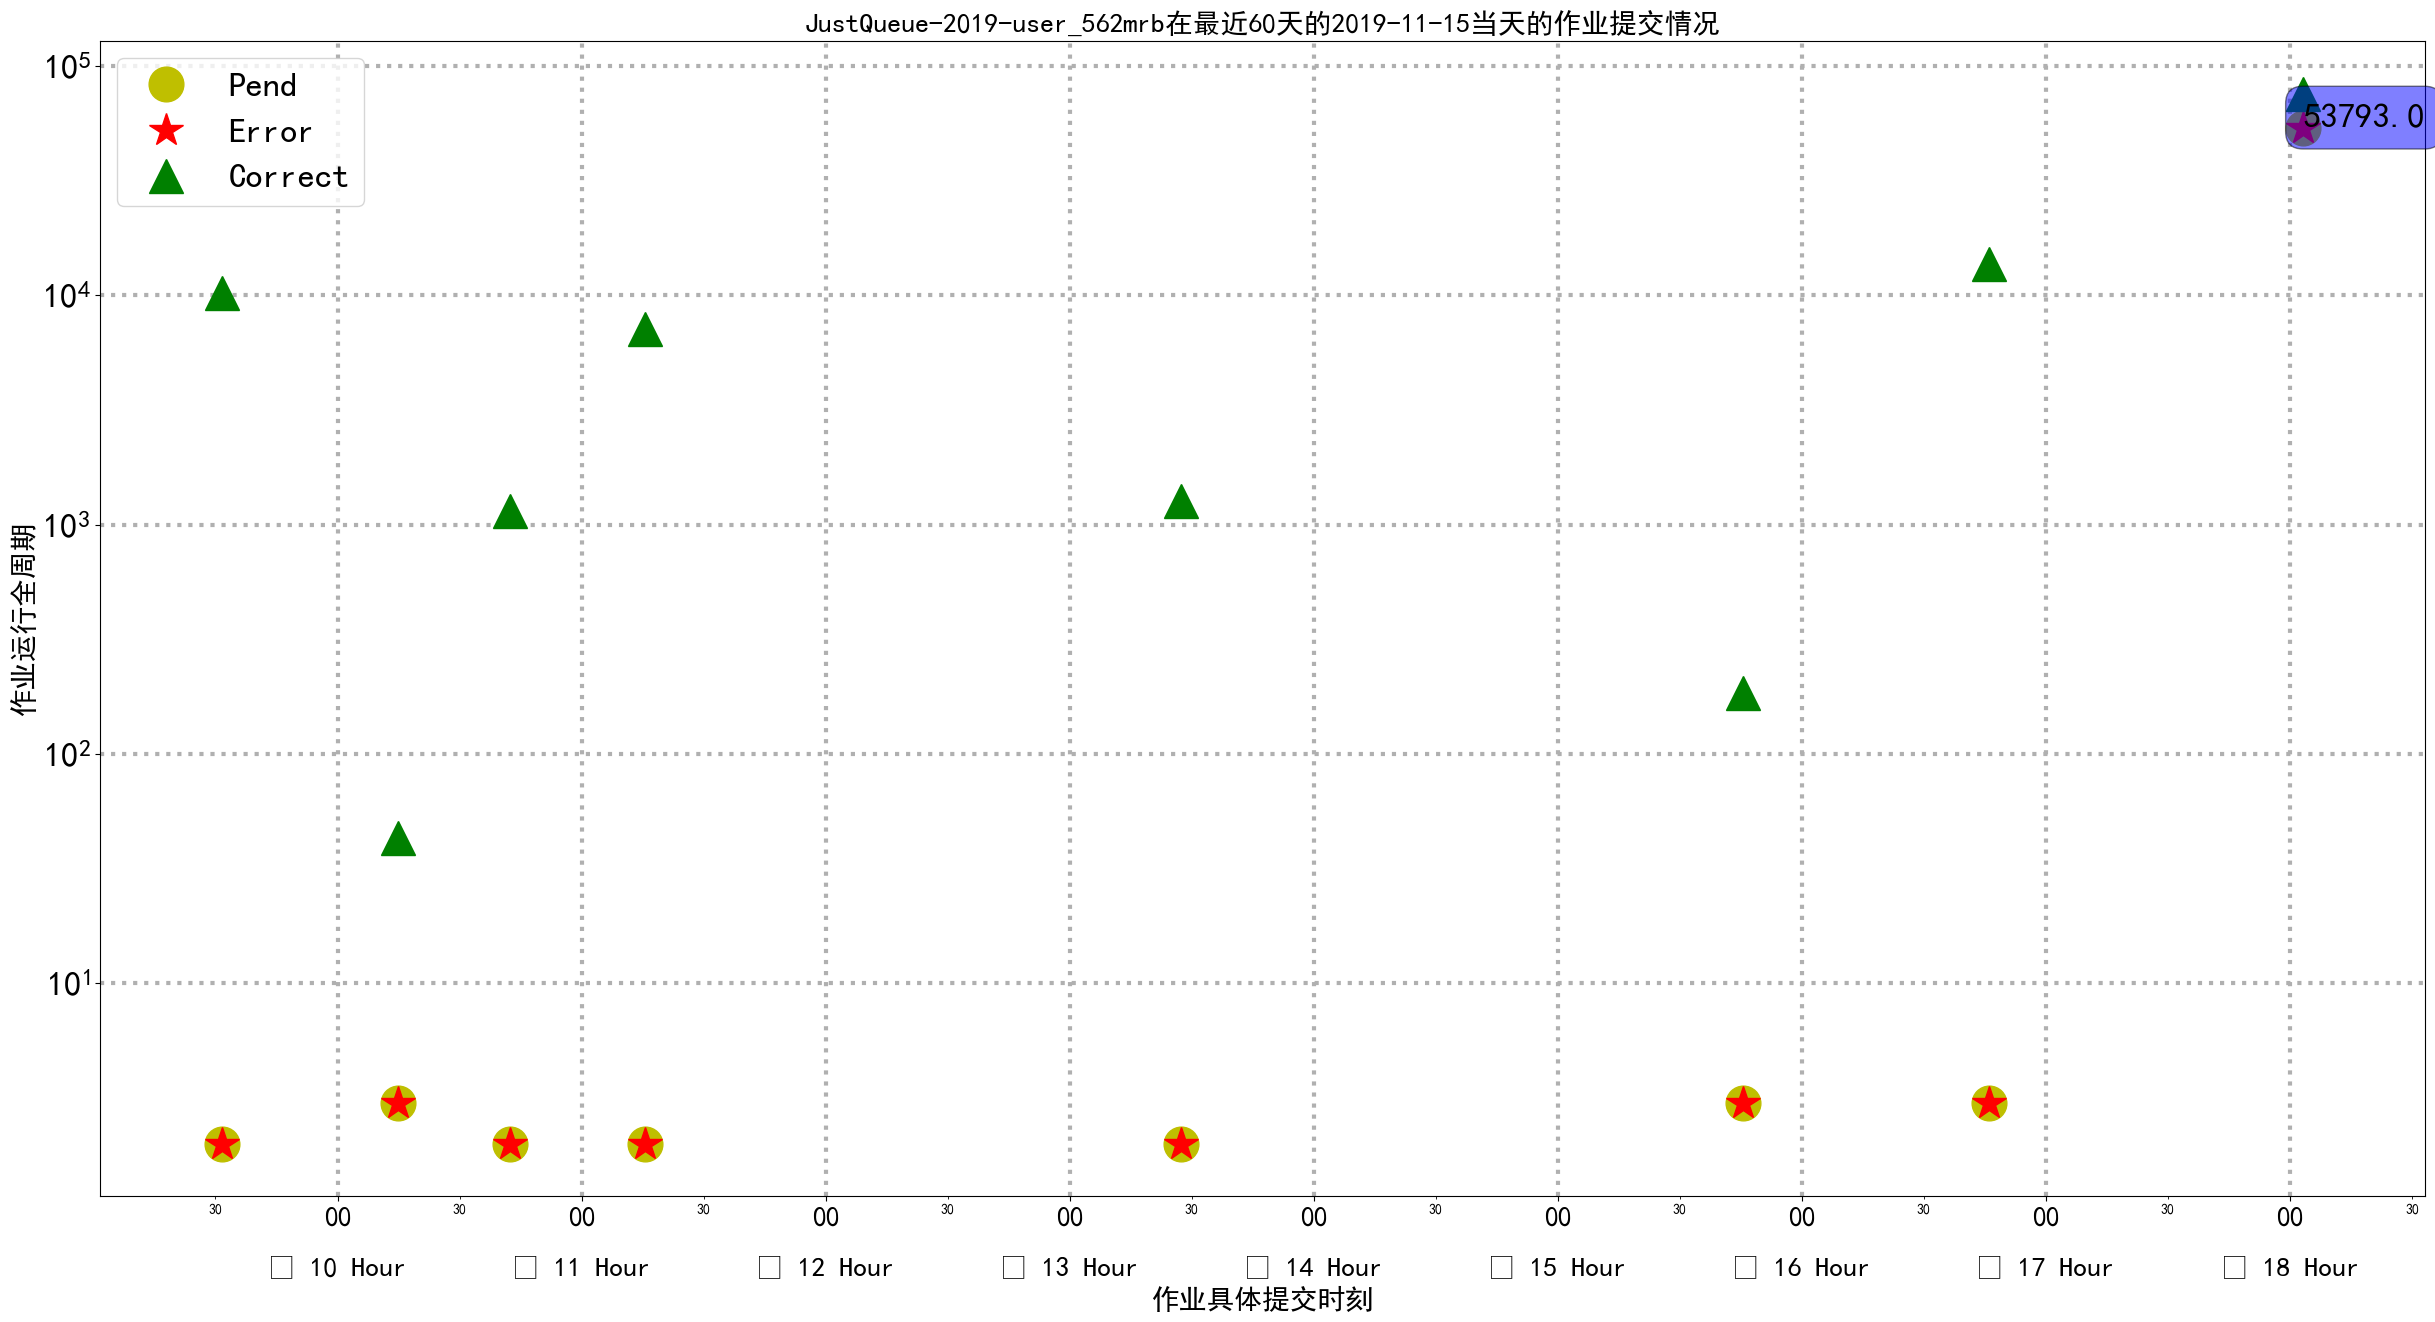 JustQueue-2019-user_562mrb在最近60天的2019-11-15当天的作业提交情况
Pend
Error
Correct
53793.0
10^5
10^4
10^3
10^2
10^1
作业运行全周期
30 00 30 00 30 00 30 00 30 00 30 00 30 00 30 00 30 00 30
□ 10 Hour □ 11 Hour □ 12 Hour □ 13 Hour □ 14 Hour □ 15 Hour □ 16 Hour □ 17 Hour □ 18 Hour
作业具体提交时刻